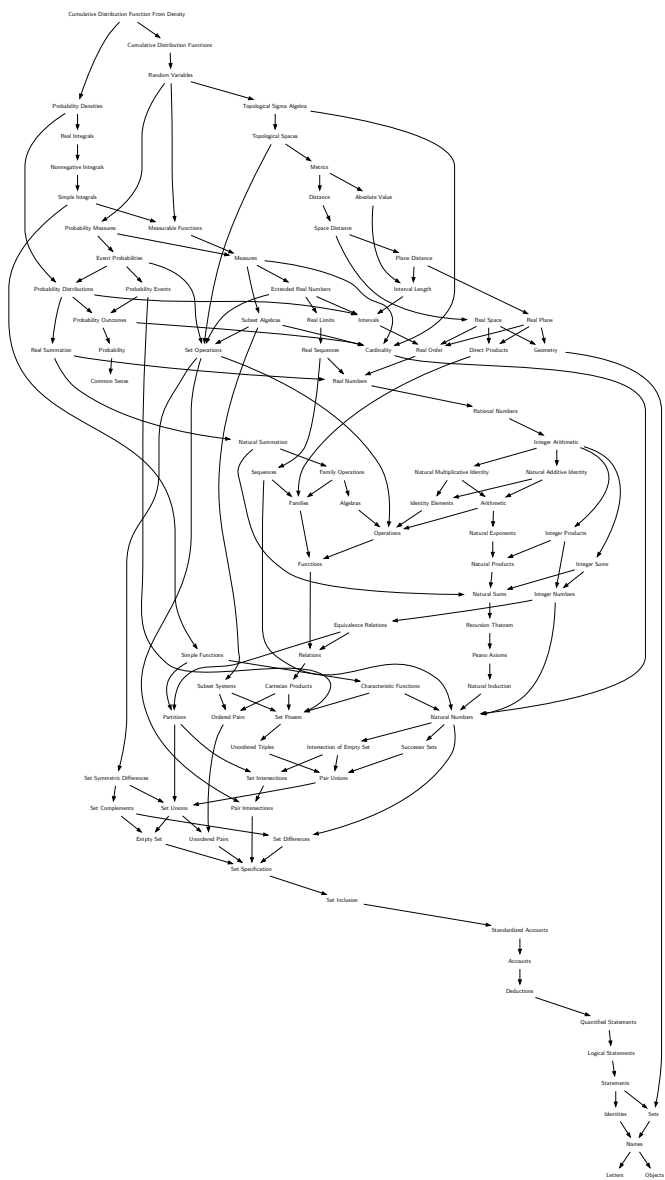 Cumulative Distribution Function From Density
Cumulative Distribution Functions
Random Variables
Probability Densities
Topological Sigma Algebra
Real Integrals
Topological Spaces
Nonnegative Integrals
Metrics
Simple Integrals
Distance
Absolute Value
Probability Measures
Measurable Functions
Space Distance
Event Probabilities
Measures
Plane Distance
Probability Distributions
Probability Events
Extended Real Numbers
Interval Length
Probability Outcomes
Subset Algebras
Real Limits
Intervals
Real Space
Real Plane
Real Summation
Probability
Set Operations
Real Sequences
Cardinality
Real Order
Direct Products
Geometry
Common Sense
Real Numbers
Rational Numbers
Natural Summation
Integer Arithmetic
Sequences
Family Operations
Natural Multiplicative Identity
Natural Additive Identity
Families
Algebras
Identity Elements
Arithmetic
Operations
Natural Exponents
Integer Products
Functions
Natural Products
Integer Sums
Natural Sums
Integer Numbers
Equivalence Relations
Recursion Theorem
Simple Functions
Relations
Peano Axioms
Subset Systems
Cartesian Products
Characteristic Functions
Natural Induction
Partitions
Ordered Pairs
Set Powers
Natural Numbers
Unordered Triples
Intersection of Empty Set
Successor Sets
Set Symmetric Differences
Set Intersections
Pair Unions
Set Complements
Set Unions
Pair Intersections
Empty Set
Unordered Pairs
Set Differences
Set Specification
Set Inclusion
Standardized Accounts
Accounts
Deductions
Quantified Statements
Logical Statements
Statements
Identities
Sets
Names
Letters
Objects